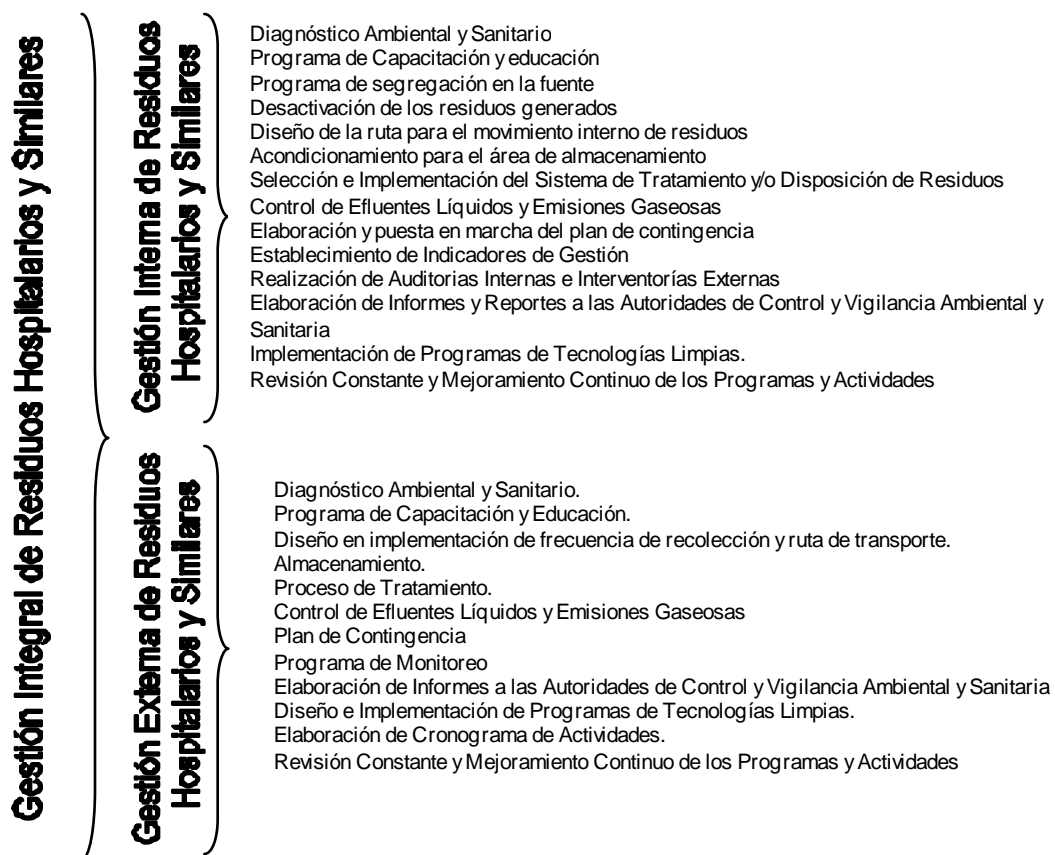 Gestión Integral de Residuos Hospitalarios y Similares
Gestión Interna de Residuos
Hospitalarios y Similares
Diagnóstico Ambiental y Sanitario
Programa de Capacitación y educación
Programa de segregación en la fuente
Desactivación de los residuos generados
Diseño de la ruta para el movimiento interno de residuos
Acondicionamiento para el área de almacenamiento
Selección e Implementación del Sistema de Tratamiento y/o Disposición de Residuos
Control de Efluentes Líquidos y Emisiones Gaseosas
Elaboración y puesta en marcha del plan de contingencia
Establecimiento de Indicadores de Gestión
Realización de Auditorias Internas e Interventorías Externas
Elaboración de Informes y Reportes a las Autoridades de Control y Vigilancia Ambiental y
Sanitaria
Implementación de Programas de Tecnologías Limpias.
Revisión Constante y Mejoramiento Continuo de los Programas y Actividades
Gestión Externa de Residuos
Hospitalarios y Similares
Diagnóstico Ambiental y Sanitario.
Programa de Capacitación y Educación.
Diseño en implementación de frecuencia de recolección y ruta de transporte.
Almacenamiento.
Proceso de Tratamiento.
Control de Efluentes Líquidos y Emisiones Gaseosas
Plan de Contingencia
Programa de Monitoreo
Elaboración de Informes a las Autoridades de Control y Vigilancia Ambiental y Sanitaria
Diseño e Implementación de Programas de Tecnologías Limpias.
Elaboración de Cronograma de Actividades.
Revisión Constante y Mejoramiento Continuo de los Programas y Actividades